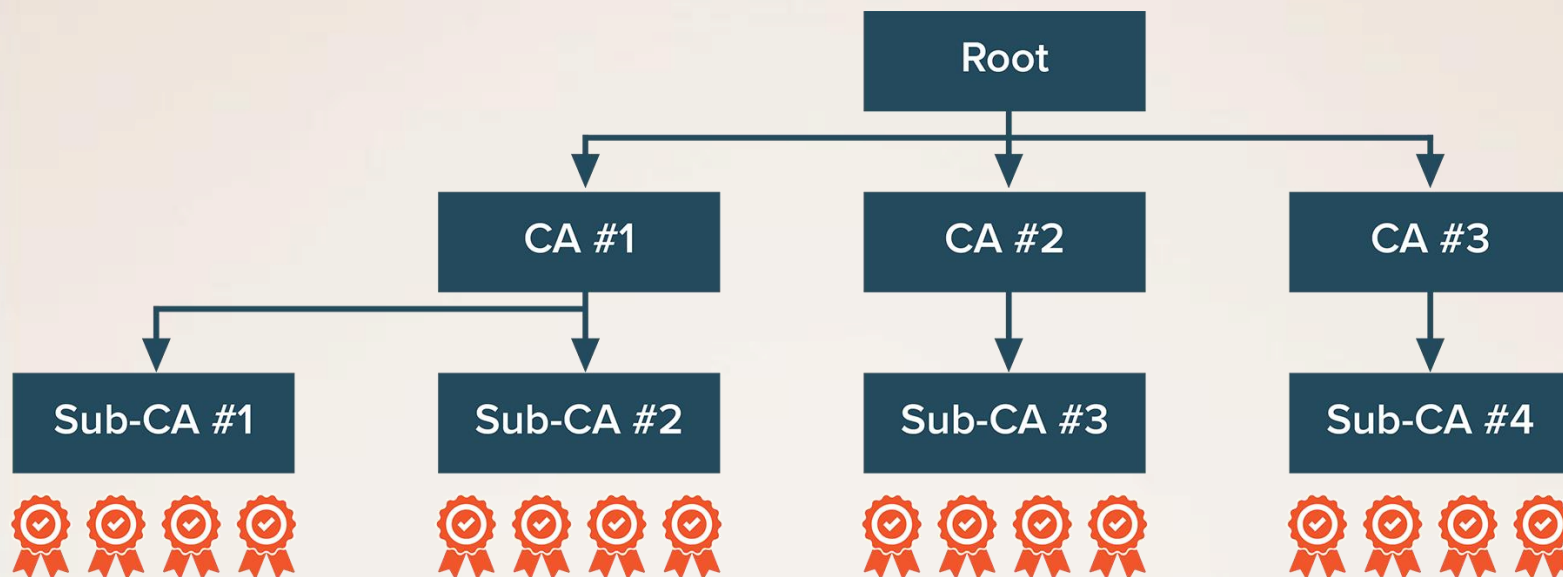 Root
CA #1
CA #2
CA #3
Sub-CA #1
Sub-CA #2
Sub-CA #3
Sub-CA #4